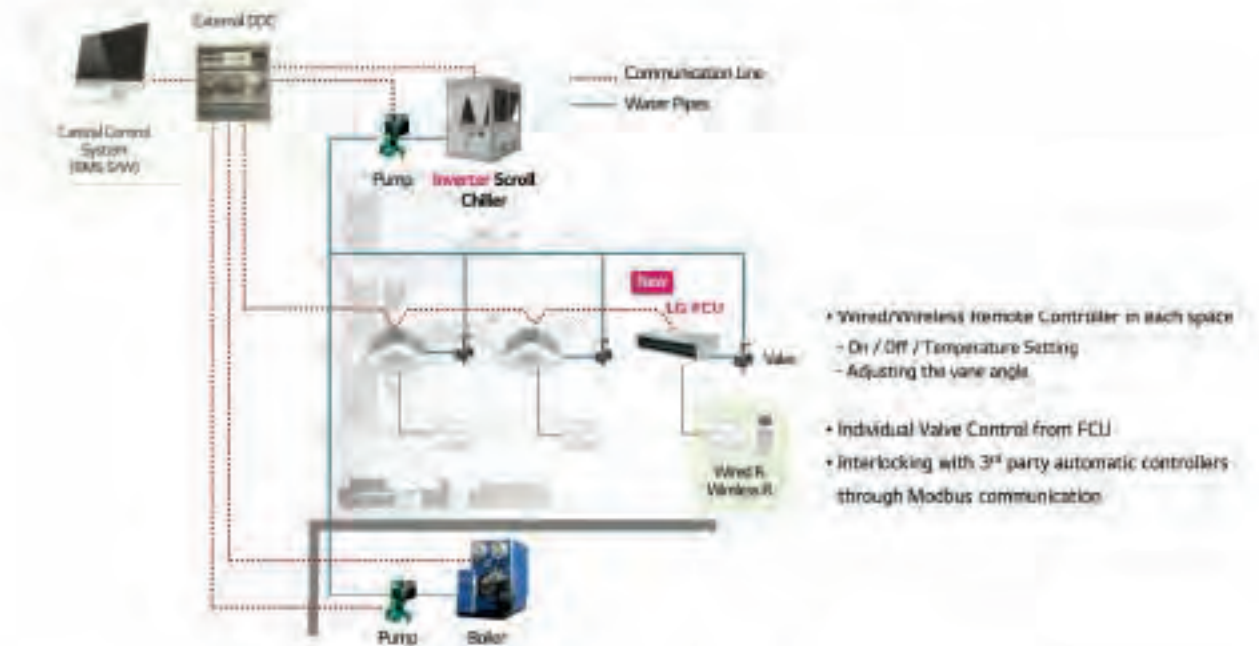 External DDC
Communication Line
Water Pipes
Central Control
System
(BMS S/W)
Pump
Inverter Scroll
Chiller
New
LG FCU
Valve
• Wired/Wireless Remote Controller in each space
- On / Off / Temperature Setting
- Adjusting the vane angle
• Individual Valve Control from FCU
• Interlocking with 3rd party automatic controllers
through Modbus communication
Wired R.
Wireless R.
Pump
Boiler